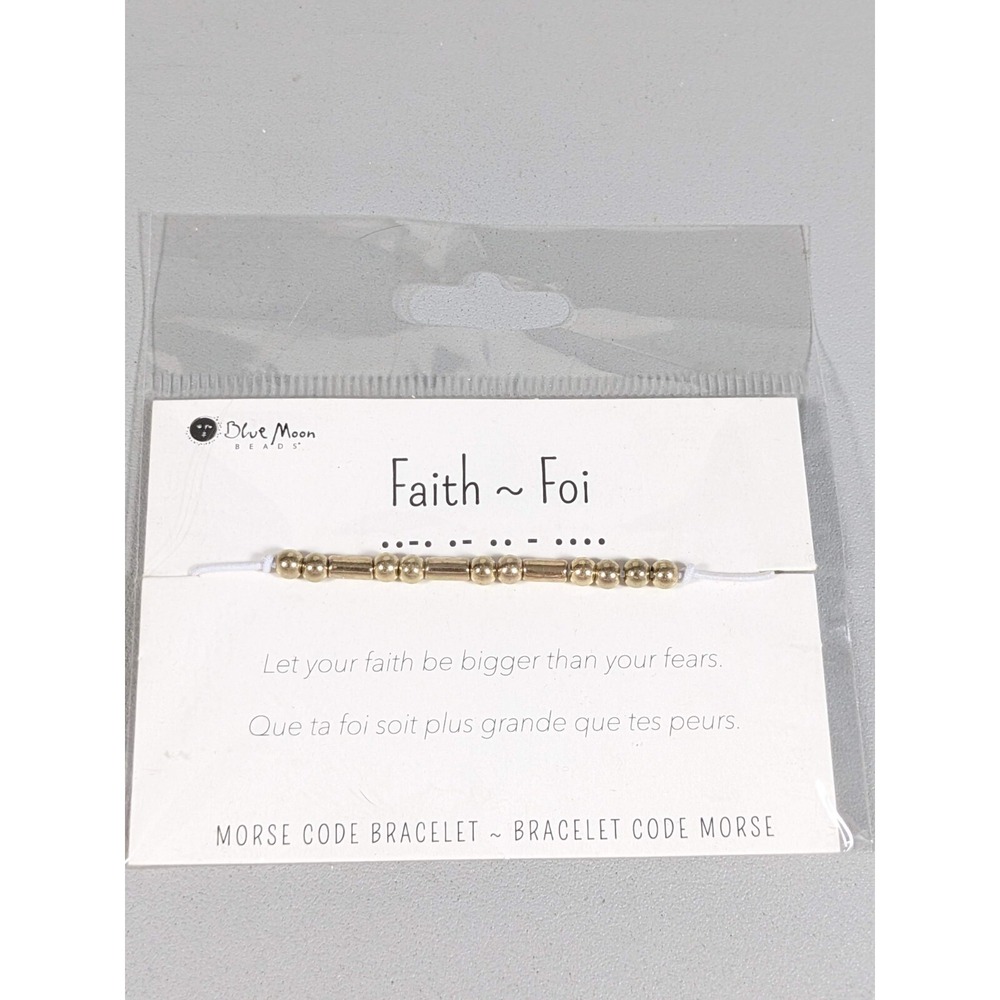 Blue Moon
BEADS
Faith ~ Foi
..-. .- .. - ....
Let your faith be bigger than your fears.
Que ta foi soit plus grande que tes peurs.
MORSE CODE BRACELET ~ BRACELET CODE MORSE